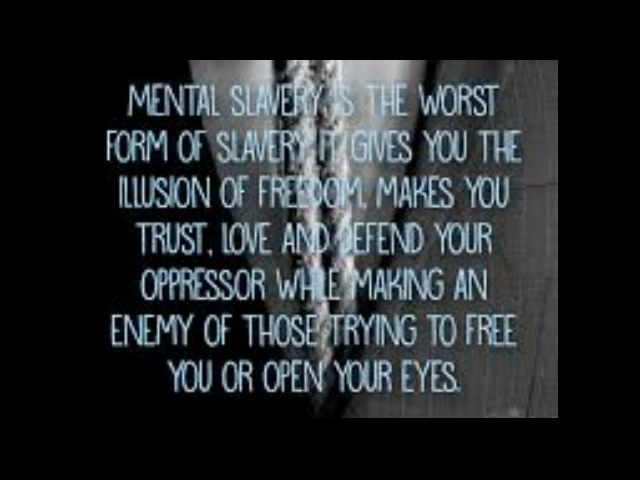 MENTAL SLAVERY IS THE WORST
FORM OF SLAVERY. IT GIVES YOU THE
ILLUSION OF FREEDOM, MAKES YOU
TRUST, LOVE AND DEFEND YOUR
OPPRESSOR WHILE MAKING AN
ENEMY OF THOSE TRYING TO FREE
YOU OR OPEN YOUR EYES.